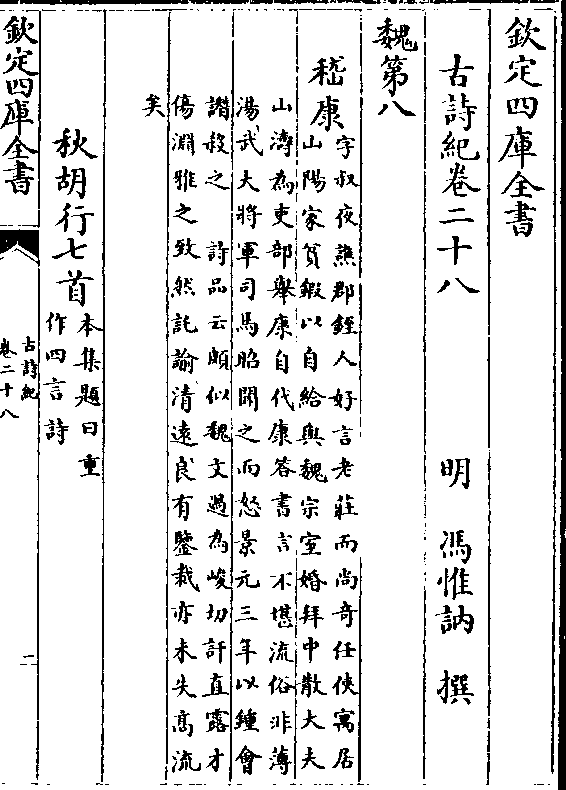 欽定四庫全書
古詩紀卷二十八
明　馮惟訥　撰
魏第八
嵇康
字叔夜譙郡銍人好言老莊而尚奇任俠寓居
山陽家貧鍛以自給與魏宗室婚拜中散大夫
山濤為吏部舉康自代康答書言不堪流俗非薄
湯武大將軍司馬昭聞之而怒景元三年以鍾會
譖殺之　詩品云頗似魏文過為峻切訐直露才
傷淵雅之致然託諭清遠良有鑒裁亦未失髙流
矣
秋胡行七首
本集題曰重
作四言詩
欽定四庫全書
古詩紀
卷二十八